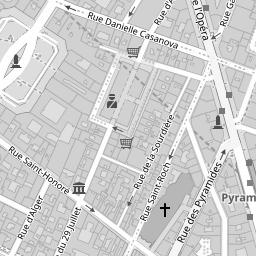 Rue Danielle Casanova
Rue d'A
l'Opéra
Rue Ga
Rue de la Sourdière
Rue Saint-Roch
Rue des Pyramides
Pyram
Rue Saint-Honoré
Rue d'Alger
du 29 Juillet